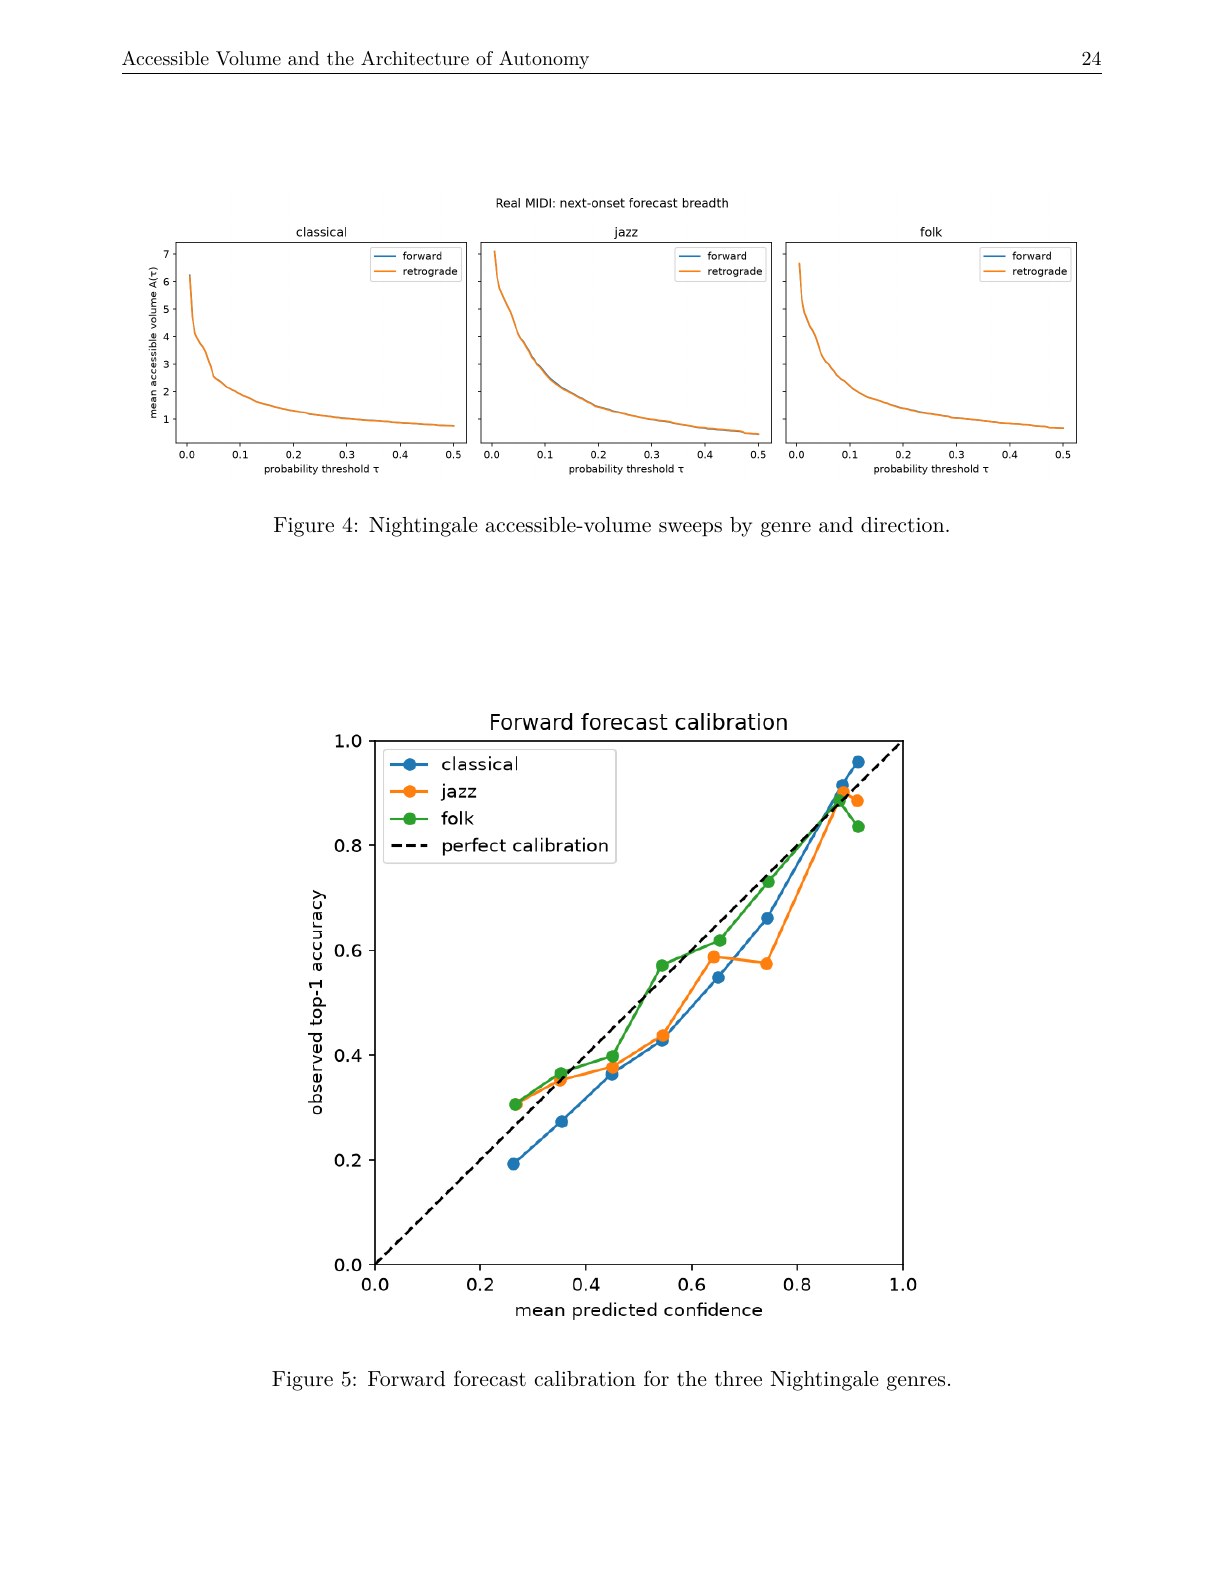 Accessible Volume and the Architecture of Autonomy 24
Real MIDI: next-onset forecast breadth
classical jazz folk
forward
retrograde
forward
retrograde
forward
retrograde
mean accessible volume A(τ)
7
6
5
4
3
2
1
0.0 0.1 0.2 0.3 0.4 0.5 0.0 0.1 0.2 0.3 0.4 0.5 0.0 0.1 0.2 0.3 0.4 0.5
probability threshold τ probability threshold τ probability threshold τ
Figure 4: Nightingale accessible-volume sweeps by genre and direction.
Forward forecast calibration
classical
jazz
folk
perfect calibration
observed top-1 accuracy
1.0
0.8
0.6
0.4
0.2
0.0
0.0 0.2 0.4 0.6 0.8 1.0
mean predicted confidence
Figure 5: Forward forecast calibration for the three Nightingale genres.